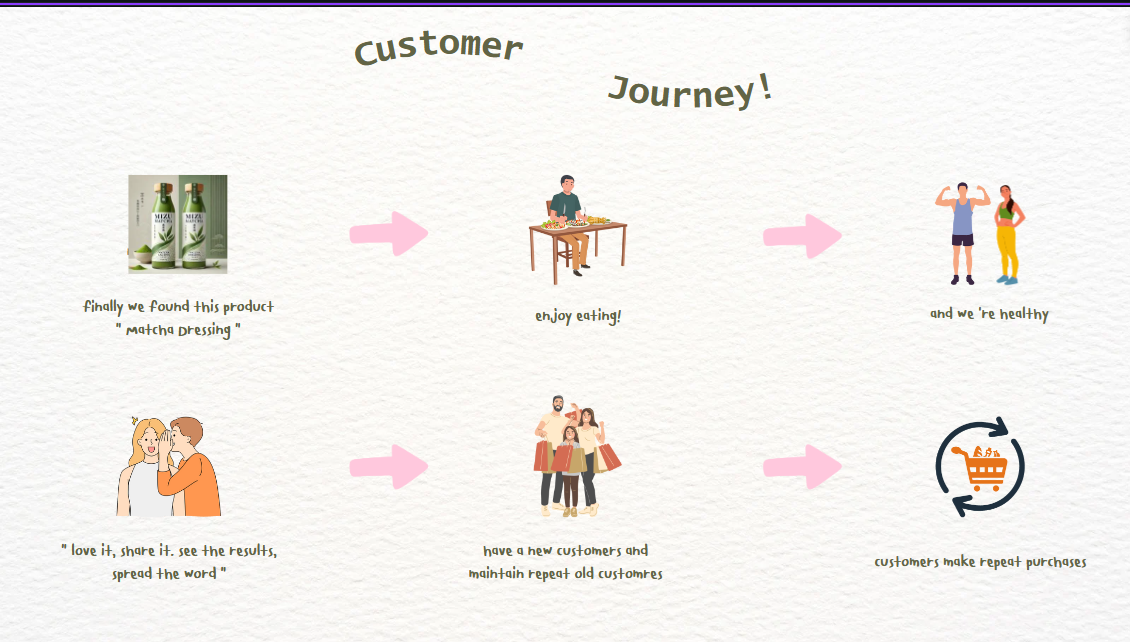 Customer
Journey!
MIZU
MATCHA
MIZU
MATCHA
finally we found this product
" Matcha Dressing "
enjoy eating!
and we 're healthy
" love it, share it. see the results,
spread the word "
have a new customers and
maintain repeat old customres
customers make repeat purchases